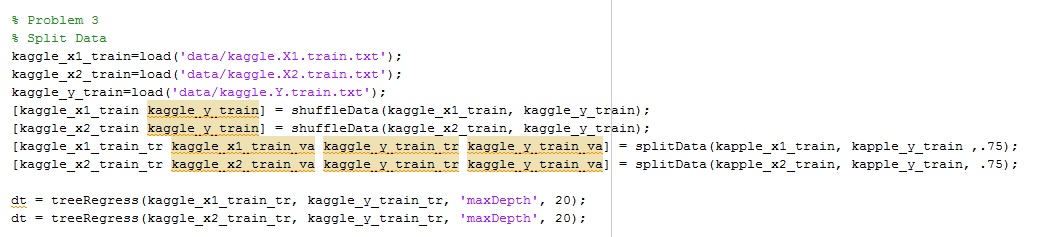 % Problem 3
% Split Data
kaggle_x1_train=load('data/kaggle.X1.train.txt');
kaggle_x2_train=load('data/kaggle.X2.train.txt');
kaggle_y_train=load('data/kaggle.Y.train.txt');
[kaggle_x1_train kaggle_y_train] = shuffleData(kaggle_x1_train, kaggle_y_train);
[kaggle_x2_train kaggle_y_train] = shuffleData(kaggle_x2_train, kaggle_y_train);
[kaggle_x1_train_tr kaggle_x1_train_va kaggle_y_train_tr kaggle_y_train_va] = splitData(kapple_x1_train, kapple_y_train ,.75);
[kaggle_x2_train_tr kaggle_x2_train_va kaggle_y_train_tr kaggle_y_train_va] = splitData(kapple_x2_train, kapple_y_train, .75);
dt = treeRegress(kaggle_x1_train_tr, kaggle_y_train_tr, 'maxDepth', 20);
dt = treeRegress(kaggle_x2_train_tr, kaggle_y_train_tr, 'maxDepth', 20);